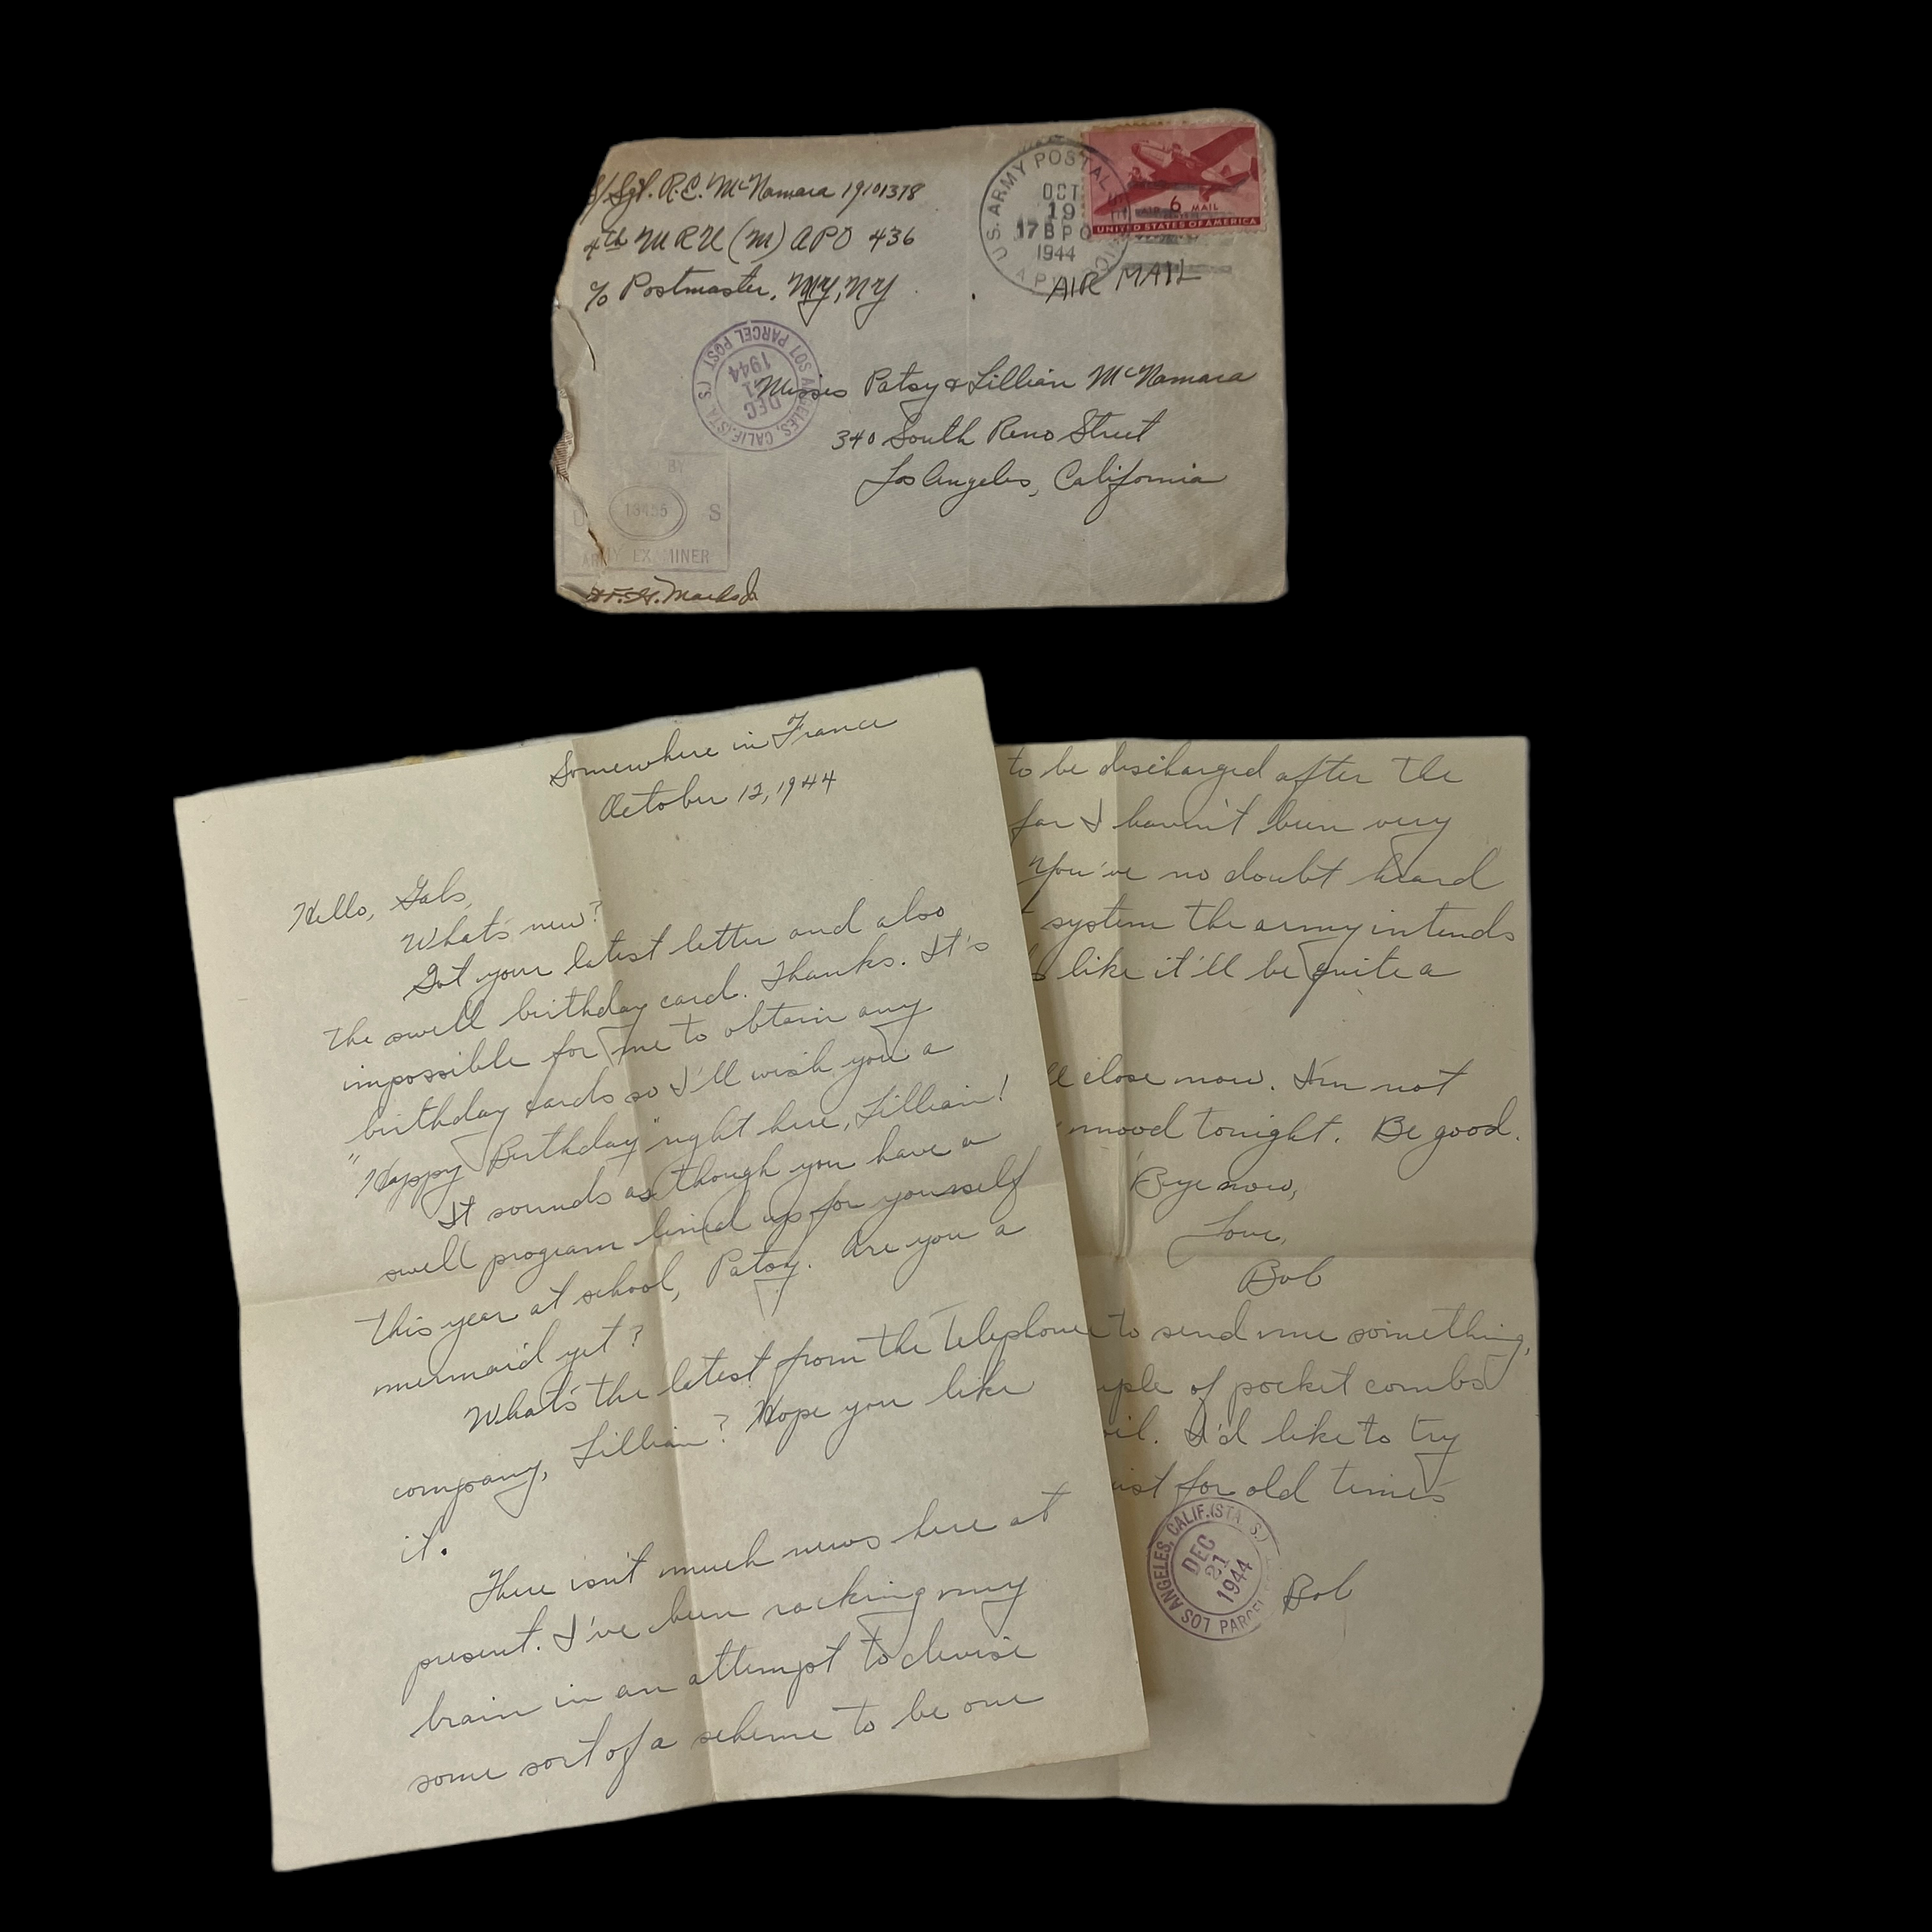 S/Sgt. R.C. McNamara 19101378
4th MRU (M) APO 436
c/o Postmaster, NY, NY
U.S. ARMY POSTAL
OCT
19
17BPO
1944
AIR 6 MAIL
UNITED STATES OF AMERICA
AIR MAIL
LOS ANGELES, CALIF. (STA. S.) PARCEL POST
DEC
21
1944
Misses Patsy & Lillian McNamara
340 South Reno Street
Los Angeles, California
BY
U S
ARMY EXAMINER
Somewhere in France
October 12, 1944
Hello, Gals,
What's new?
Got your latest letter and also
the swell birthday card. Thanks. It's
impossible for me to obtain any
birthday cards so I'll wish you a
"Happy Birthday" right here, Lillian!
It sounds as though you have a
swell program lined up for yourself
this year at school, Patsy. Are you a
mermaid yet?
What's the latest from the telephone
company, Lillian? Hope you like
it.
There isn't much news here at
present. I've been racking my
brain in an attempt to devise
some sort of a scheme to be one
to be discharged after the
far I haven't been very
You've no doubt heard
system the army intends
like it'll be quite a
close now. I'm not
mood tonight. Be good.
Bye now,
Love,
Bob
to send me something,
of pocket combs
I'd like to try
for old times
LOS ANGELES, CALIF. (STA. S.)
DEC
21
1944
Bob